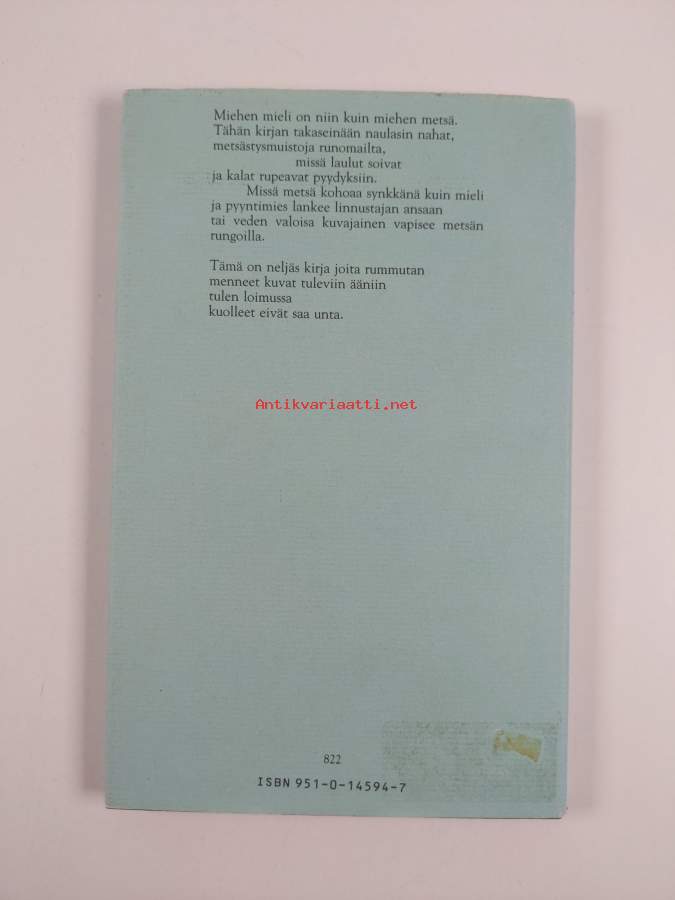 Miehen mieli on niin kuin miehen metsä.
Tähän kirjan takaseinään naulasin nahat,
metsästysmuistoja runomailta,
missä laulut soivat
ja kalat rupeavat pyydyksiin.
Missä metsä kohoaa synkkänä kuin mieli
ja pyyntimies lankee linnustajan ansaan
tai veden valoisa kuvajainen vapisee metsän
rungoilla.
Tämä on neljäs kirja joita rummutan
menneet kuvat tuleviin ääniin
tulen loimussa
kuolleet eivät saa unta.
Antikvariaatti.net
822
ISBN 951-0-14594-7